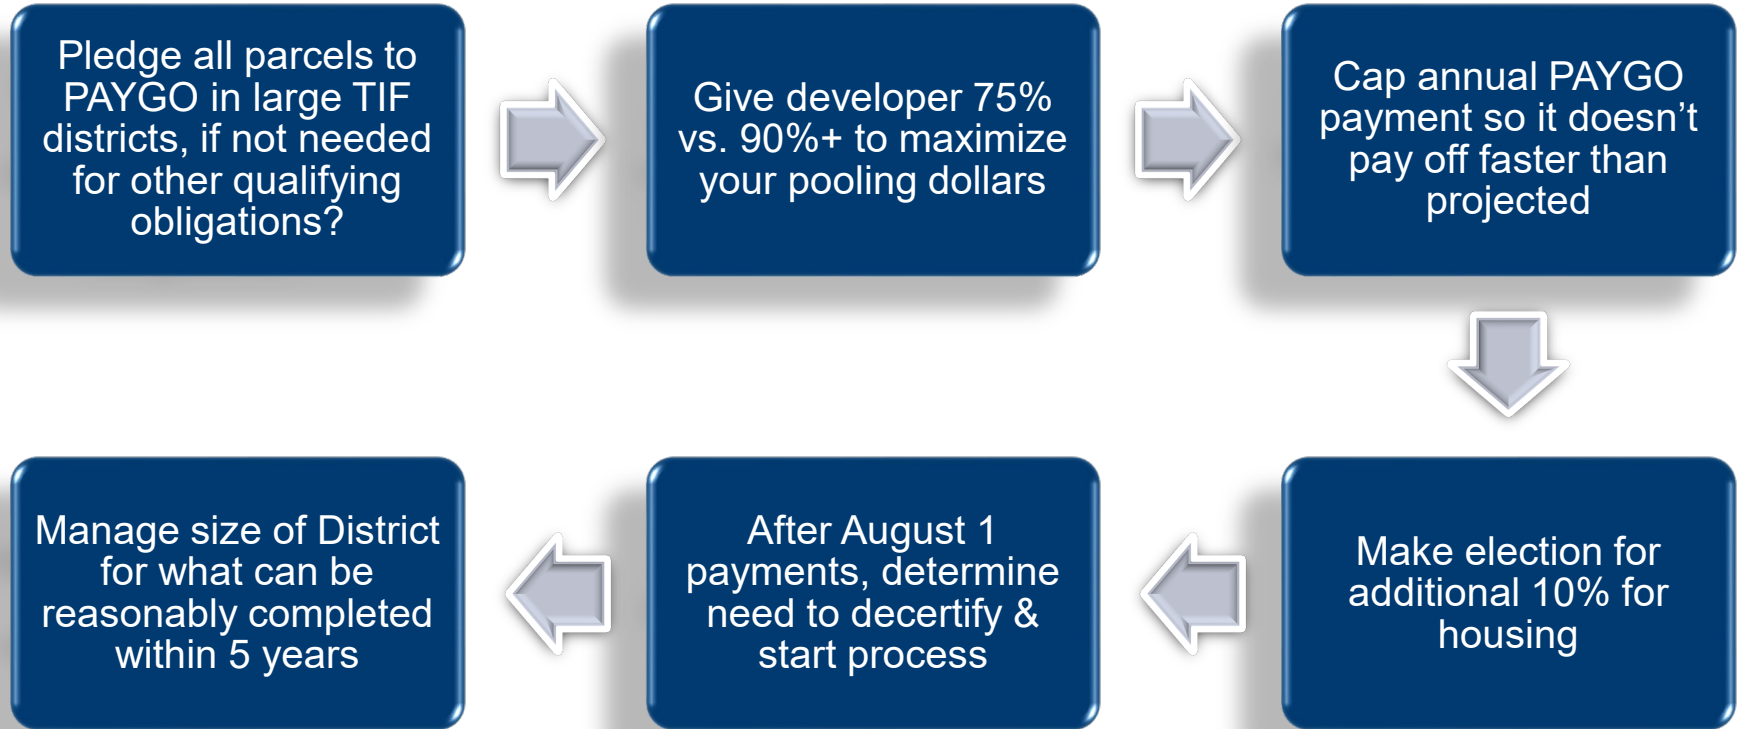 Pledge all parcels to
PAYGO in large TIF
districts, if not needed
for other qualifying
obligations?
Give developer 75%
vs. 90%+ to maximize
your pooling dollars
Cap annual PAYGO
payment so it doesn’t
pay off faster than
projected
Make election for
additional 10% for
housing
After August 1
payments, determine
need to decertify &
start process
Manage size of District
for what can be
reasonably completed
within 5 years